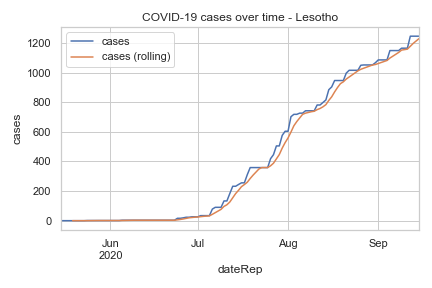 COVID-19 cases over time - Lesotho
cases
cases (rolling)
1200
1000
800
600
400
200
0
cases
Jun
2020
Jul
Aug
Sep
dateRep